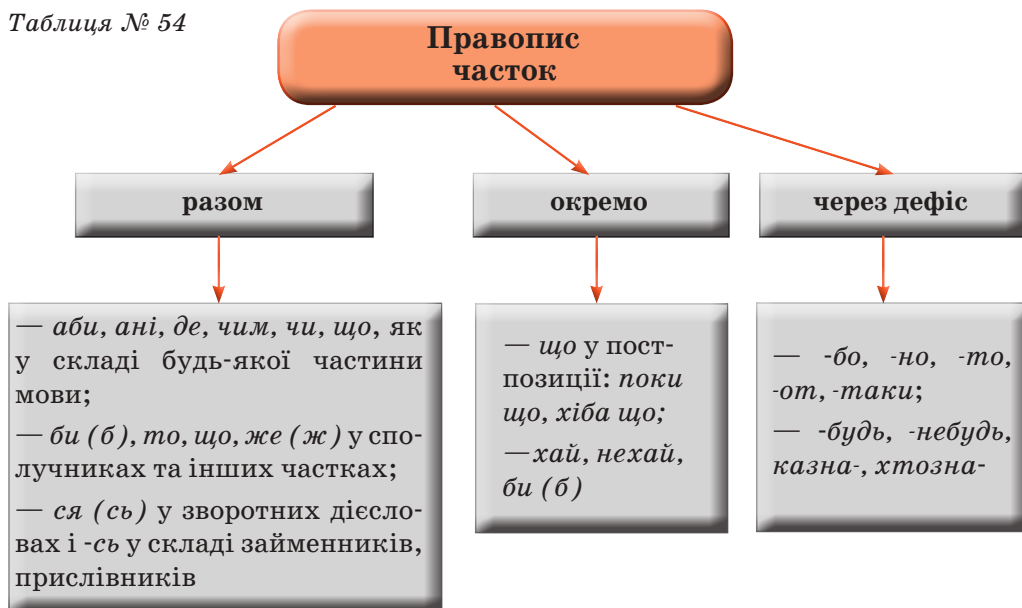 Таблиця № 54
Правопис
часток
разом
окремо
через дефіс
— аби, ані, де, чим, чи, що, як
у складі будь-якої частини
мови;
— би (б), то, що, же (ж) у спо-
лучниках та інших частках;
— ся (сь) у зворотних дієсло-
вах і -сь у складі займенників,
прислівників
— що у пост-
позиції: поки
що, хіба що;
— хай, нехай,
би (б)
— -бо, -но, -то,
-от, -таки;
— -будь, -небудь,
казна-, хтозна-